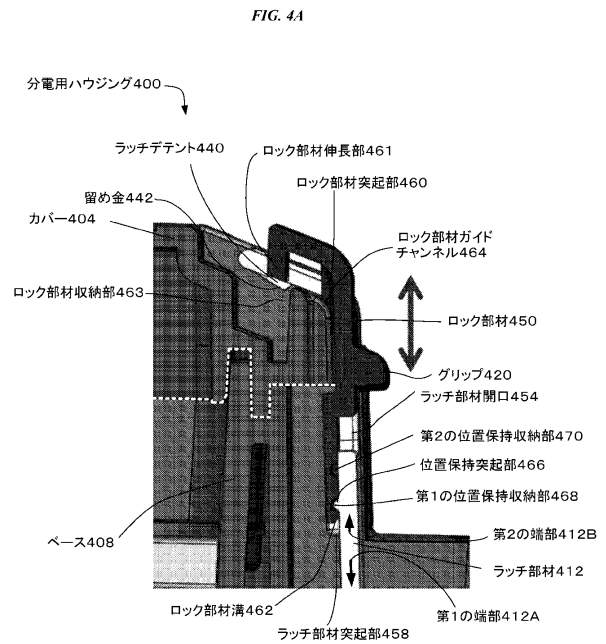 FIG. 4A
分電用ハウジング400
ラッチデテント440
ロック部材伸長部461
ロック部材突起部460
留め金442
カバー404
ロック部材ガイド
チャンネル464
ロック部材収納部463
ロック部材450
グリップ420
ラッチ部材開口454
第2の位置保持収納部470
位置保持突起部466
第1の位置保持収納部468
ベース408
第2の端部412B
ラッチ部材412
ロック部材溝462
第1の端部412A
ラッチ部材突起部458